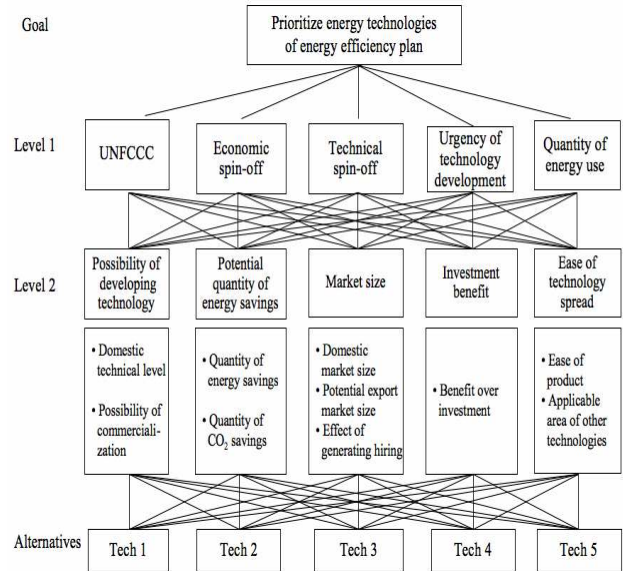 Goal
Prioritize energy technologies
of energy efficiency plan
Level 1
UNFCCC
Economic
spin-off
Technical
spin-off
Urgency of
technology
development
Quantity of
energy use
Level 2
Possibility of
developing
technology
Potential
quantity of
energy savings
Market size
Investment
benefit
Ease of
technology
spread
• Domestic
technical level
• Possibility of
commerciali-
zation
• Quantity of
energy savings
• Quantity of
CO₂ savings
• Domestic
market size
• Potential export
market size
• Effect of
generating hiring
• Benefit over
investment
• Ease of
product
• Applicable
area of other
technologies
Alternatives
Tech 1
Tech 2
Tech 3
Tech 4
Tech 5